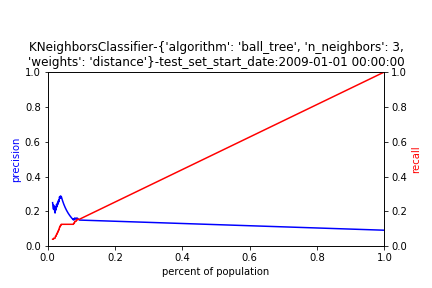 KNeighborsClassifier-{'algorithm': 'ball_tree', 'n_neighbors': 3,
'weights': 'distance'}-test_set_start_date:2009-01-01 00:00:00
1.0
0.8
0.6
0.4
0.2
0.0
precision
1.0
0.8
0.6
0.4
0.2
0.0
recall
0.0 0.2 0.4 0.6 0.8 1.0
percent of population